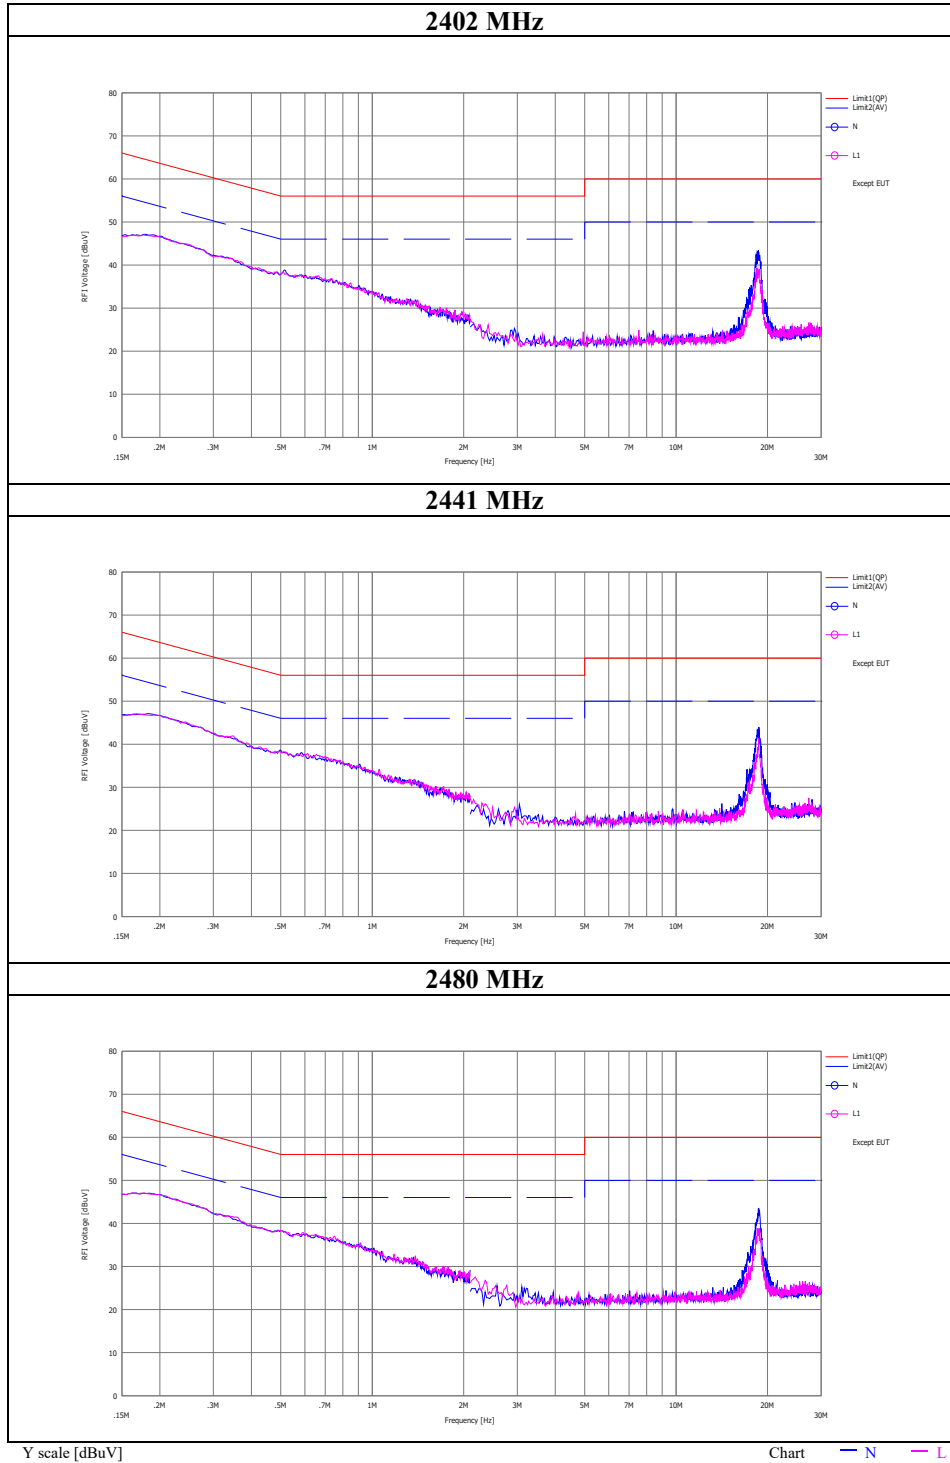 2402 MHz
80
70
60
50
40
30
20
10
0
RFI Voltage [dBuV]
Limit1(QP)
Limit2(AV)
N
L1
Except EUT
.15M .2M .3M .5M .7M 1M 2M 3M 5M 7M 10M 20M 30M
Frequency [Hz]
2441 MHz
80
70
60
50
40
30
20
10
0
RFI Voltage [dBuV]
Limit1(QP)
Limit2(AV)
N
L1
Except EUT
.15M .2M .3M .5M .7M 1M 2M 3M 5M 7M 10M 20M 30M
Frequency [Hz]
2480 MHz
80
70
60
50
40
30
20
10
0
RFI Voltage [dBuV]
Limit1(QP)
Limit2(AV)
N
L1
Except EUT
.15M .2M .3M .5M .7M 1M 2M 3M 5M 7M 10M 20M 30M
Frequency [Hz]
Y scale [dBuV] Chart N L